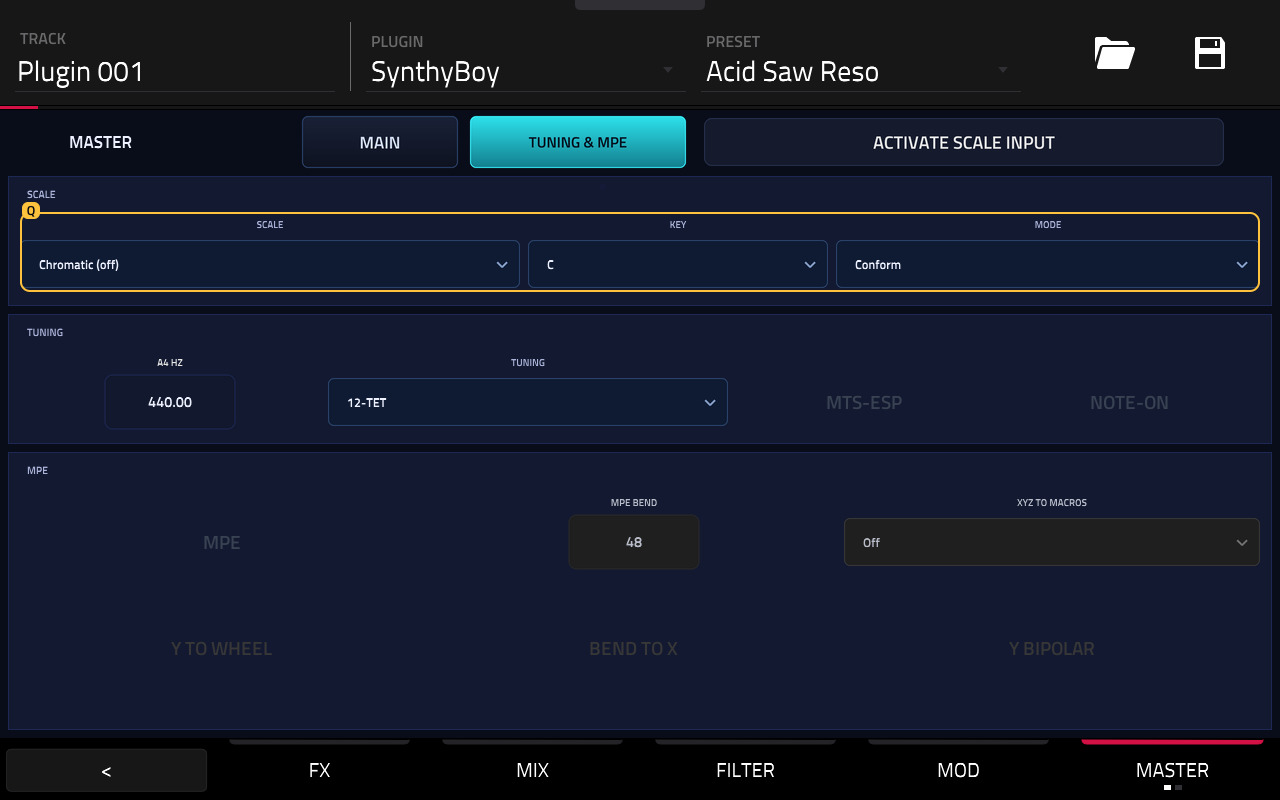 TRACK
Plugin 001
PLUGIN
SynthyBoy
PRESET
Acid Saw Reso
MASTER
MAIN
TUNING & MPE
ACTIVATE SCALE INPUT
SCALE
Q
SCALE
KEY
MODE
Chromatic (off)
C
Conform
TUNING
A4 HZ
TUNING
440.00
12-TET
MTS-ESP
NOTE-ON
MPE
MPE BEND
XYZ TO MACROS
MPE
48
Off
Y TO WHEEL
BEND TO X
Y BIPOLAR
<
FX
MIX
FILTER
MOD
MASTER